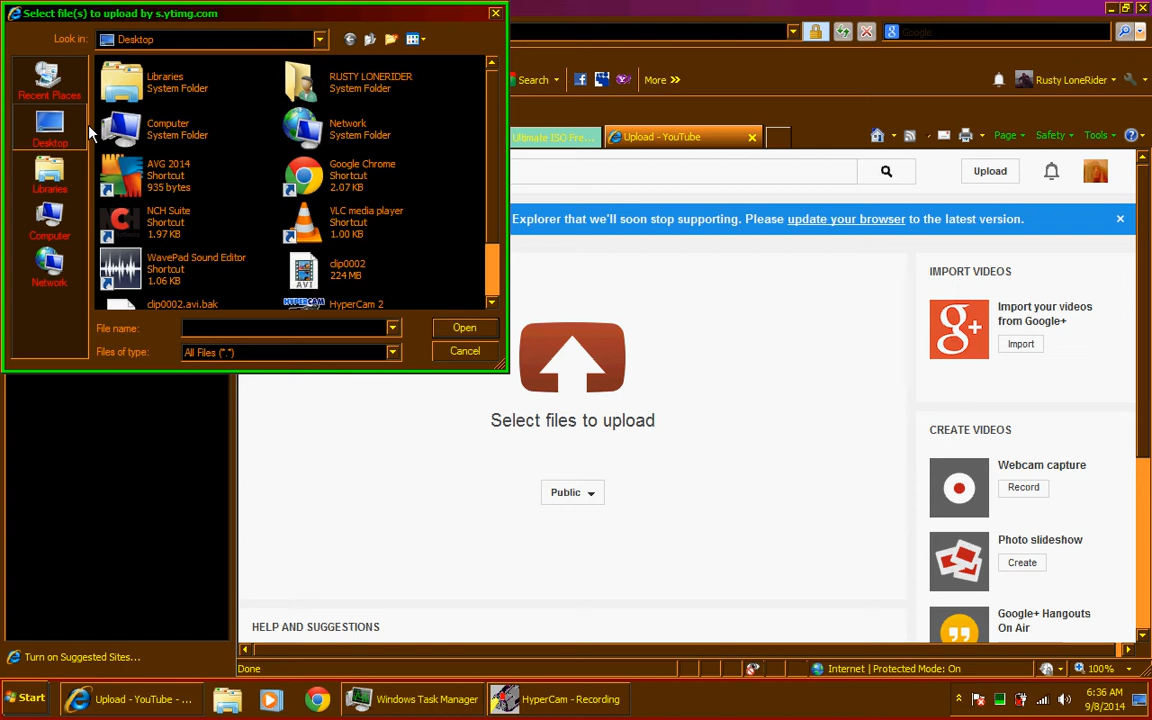 Select file(s) to upload by s.ytimg.com
Look in: Desktop
Recent Places
Desktop
Libraries
Computer
Network
Libraries
System Folder
RUSTY LONERIDER
System Folder
Computer
System Folder
Network
System Folder
AVG 2014
Shortcut
935 bytes
Google Chrome
Shortcut
2.07 KB
NCH Suite
Shortcut
1.97 KB
VLC media player
Shortcut
1.00 KB
WavePad Sound Editor
Shortcut
1.06 KB
AVI
clip0002
224 MB
clip0002.avi.bak
HYPERCAM
HyperCam 2
File name:
Open
Files of type: All Files (*.*)
Cancel
Google
Search
More »
Rusty LoneRider
Ultimate ISO Fre...
Upload - YouTube
Page
Safety
Tools
Upload
Explorer that we'll soon stop supporting. Please update your browser to the latest version.
Select files to upload
Public
IMPORT VIDEOS
g+
Import your videos
from Google+
Import
CREATE VIDEOS
Webcam capture
Record
Photo slideshow
Create
Google+ Hangouts
On Air
HELP AND SUGGESTIONS
Turn on Suggested Sites...
Done
Internet | Protected Mode: On
100%
Start
Upload - YouTube - ...
Windows Task Manager
HyperCam - Recording
6:36 AM
9/8/2014